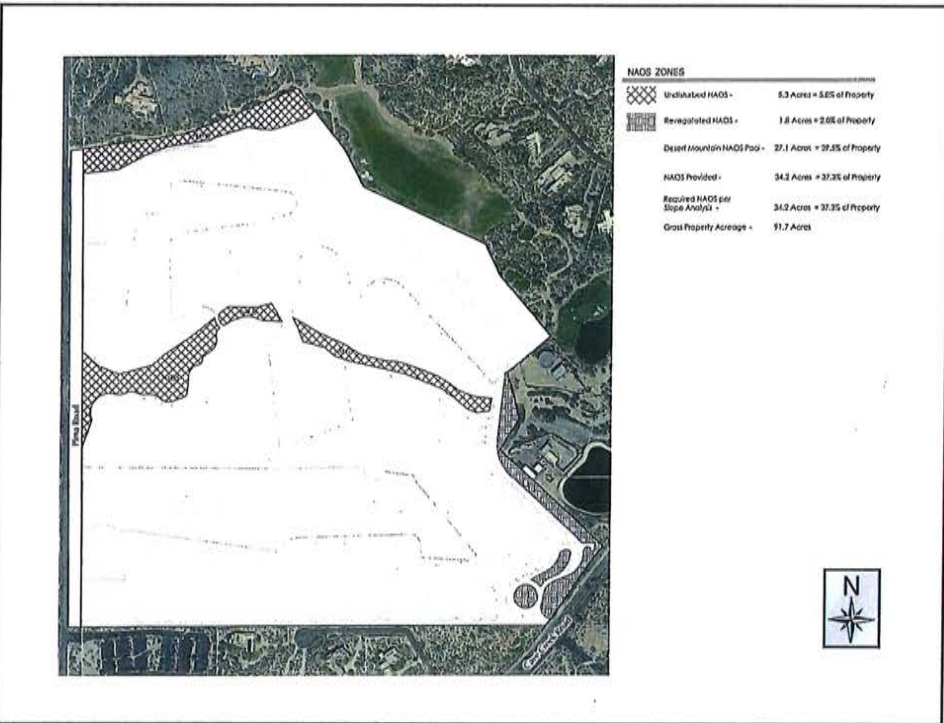 NAOS ZONES
Undisturbed NAOS - 5.3 Acres = 5.8% of Property
Revegetated NAOS - 1.8 Acres = 2.0% of Property
Desert Mountain NAOS Pool - 27.1 Acres = 29.5% of Property
NAOS Provided - 34.2 Acres = 37.3% of Property
Required NAOS per
Slope Analysis - 34.2 Acres = 37.3% of Property
Gross Property Acreage - 91.7 Acres
Pima Road
Cave Creek Road
N